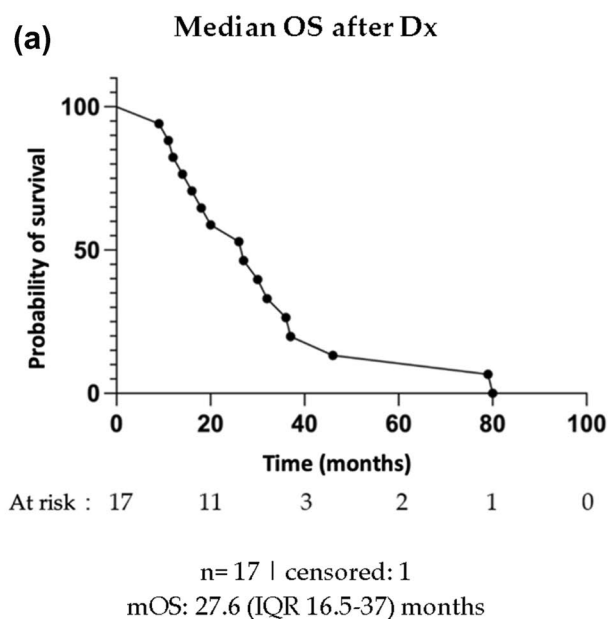 (a)
Median OS after Dx
Probability of survival
100
50
0
0 20 40 60 80 100
Time (months)
At risk : 17 11 3 2 1 0
n= 17 | censored: 1
mOS: 27.6 (IQR 16.5-37) months